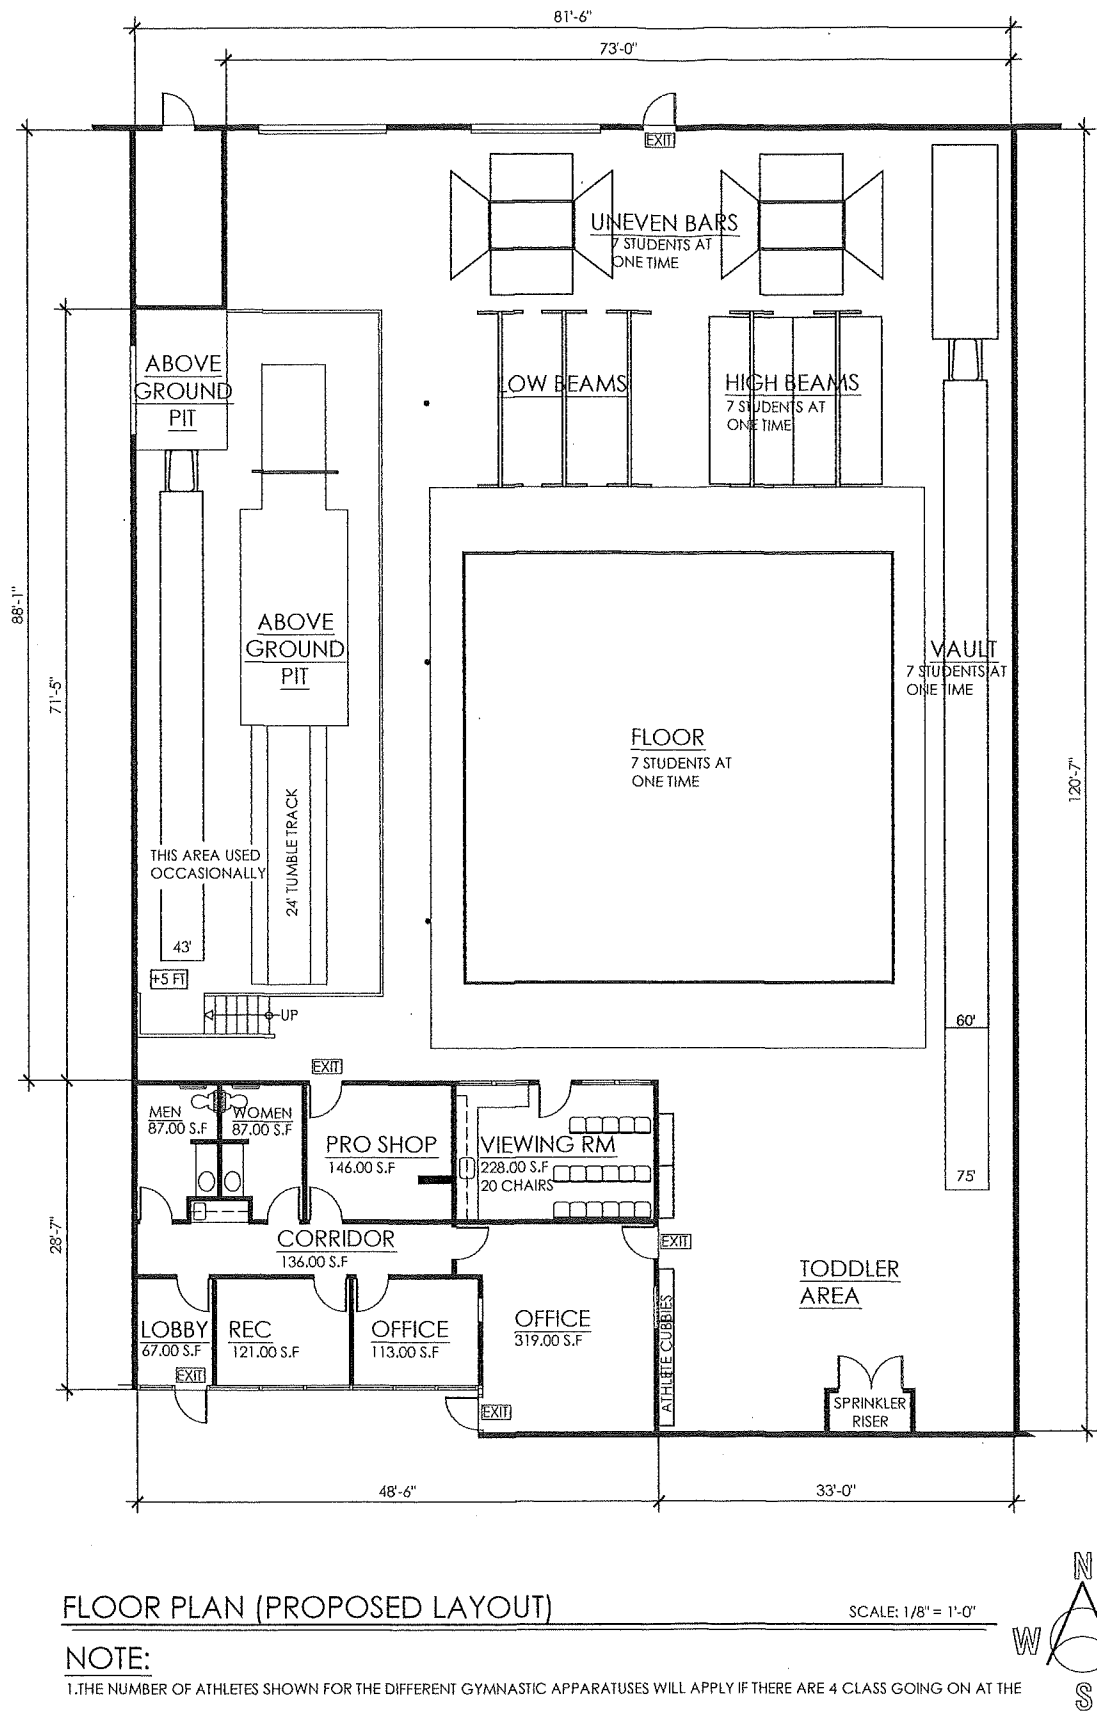 81'-6"
73'-0"
EXIT
UNEVEN BARS
7 STUDENTS AT
ONE TIME
ABOVE
GROUND
PIT
LOW BEAMS
HIGH BEAMS
7 STUDENTS AT
ONE TIME
88'-1"
71'-5"
ABOVE
GROUND
PIT
VAULT
7 STUDENTS AT
ONE TIME
FLOOR
7 STUDENTS AT
ONE TIME
120'-7"
THIS AREA USED
OCCASIONALLY
24' TUMBLE TRACK
43'
+5 FT
UP
60'
EXIT
MEN
87.00 S.F
WOMEN
87.00 S.F
PRO SHOP
146.00 S.F
VIEWING RM
228.00 S.F
20 CHAIRS
75'
28'-7"
CORRIDOR
136.00 S.F
EXIT
TODDLER
AREA
LOBBY
67.00 S.F
REC
121.00 S.F
OFFICE
113.00 S.F
OFFICE
319.00 S.F
ATHLETE CUBBIES
EXIT
EXIT
SPRINKLER
RISER
48'-6"
33'-0"
FLOOR PLAN (PROPOSED LAYOUT)
SCALE: 1/8" = 1'-0"
N
W
S
NOTE:
1.THE NUMBER OF ATHLETES SHOWN FOR THE DIFFERENT GYMNASTIC APPARATUSES WILL APPLY IF THERE ARE 4 CLASS GOING ON AT THE